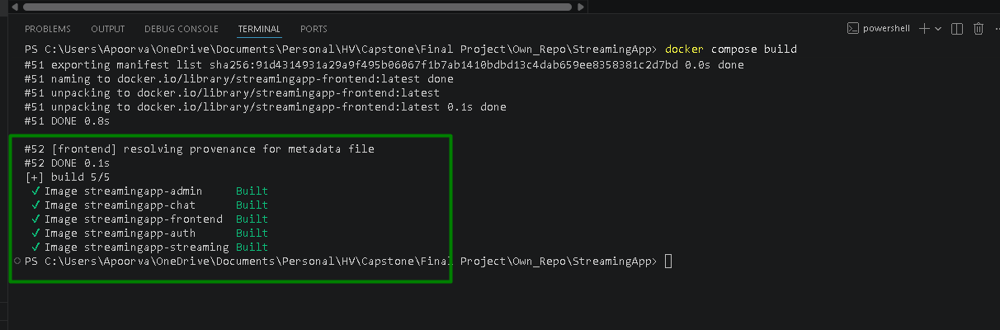 PROBLEMS OUTPUT DEBUG CONSOLE TERMINAL PORTS powershell
PS C:\Users\Apoorva\OneDrive\Documents\Personal\HV\Capstone\Final Project\Own_Repo\StreamingApp> docker compose build
#51 exporting manifest list sha256:91d4314931a29a9f495b06067f1b7ab1410bdbd13c4dab659ee8358381c2d7bd 0.0s done
#51 naming to docker.io/library/streamingapp-frontend:latest done
#51 unpacking to docker.io/library/streamingapp-frontend:latest
#51 unpacking to docker.io/library/streamingapp-frontend:latest 0.1s done
#51 DONE 0.8s
#52 [frontend] resolving provenance for metadata file
#52 DONE 0.1s
[+] build 5/5
✓ Image streamingapp-admin Built
✓ Image streamingapp-chat Built
✓ Image streamingapp-frontend Built
✓ Image streamingapp-auth Built
✓ Image streamingapp-streaming Built
PS C:\Users\Apoorva\OneDrive\Documents\Personal\HV\Capstone\Final Project\Own_Repo\StreamingApp>